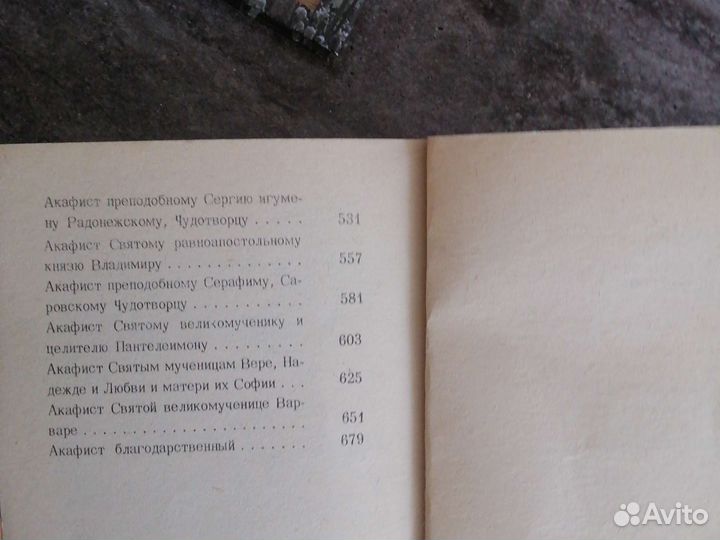 Акафист преподобному Сергию игуме-
ну Радонежскому, Чудотворцу . . . . . 531
Акафист Святому равноапостольному
князю Владимиру . . . . . . . . . . . . . 557
Акафист преподобному Серафиму, Са-
ровскому Чудотворцу . . . . . . . . . . . 581
Акафист Святому великомученику и
целителю Пантелеимону . . . . . . . . . 603
Акафист Святым мученицам Вере, На-
дежде и Любви и матери их Софии . . . 625
Акафист Святой великомученице Вар-
варе . . . . . . . . . . . . . . . . . . . . . . . 651
Акафист благодарственный . . . . . . . 679
Avito